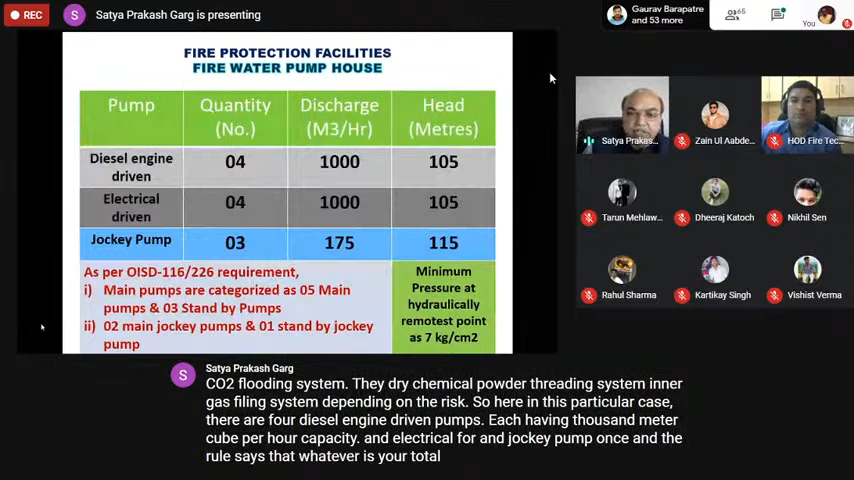 REC
S
Satya Prakash Garg is presenting
Gaurav Barapatre
and 53 more
65
You
FIRE PROTECTION FACILITIES
FIRE WATER PUMP HOUSE
Pump
Quantity
(No.)
Discharge
(M3/Hr)
Head
(Metres)
Diesel engine
driven
04
1000
105
Electrical
driven
04
1000
105
Jockey Pump
03
175
115
As per OISD-116/226 requirement,
i) Main pumps are categorized as 05 Main
pumps & 03 Stand by Pumps
ii) 02 main jockey pumps & 01 stand by jockey
pump
Minimum
Pressure at
hydraulically
remotest point
as 7 kg/cm2
Satya Prakas...
Zain Ul Aabde...
HOD Fire Tec...
Tarun Mehlaw...
Dheeraj Katoch
Nikhil Sen
Rahul Sharma
Kartikay Singh
Vishist Verma
S
Satya Prakash Garg
CO2 flooding system. They dry chemical powder threading system inner
gas filing system depending on the risk. So here in this particular case,
there are four diesel engine driven pumps. Each having thousand meter
cube per hour capacity. and electrical for and jockey pump once and the
rule says that whatever is your total